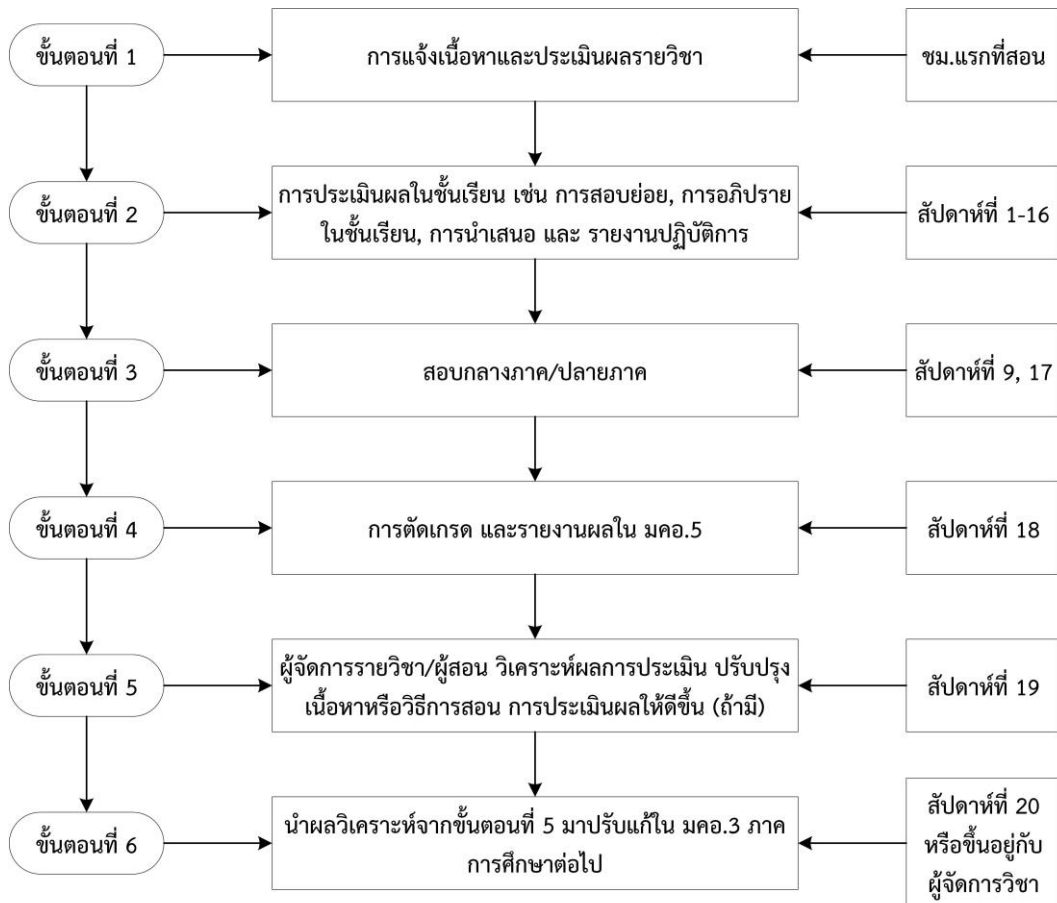 ขั้นตอนที่ 1
การแจ้งเนื้อหาและประเมินผลรายวิชา
ชม.แรกที่สอน
ขั้นตอนที่ 2
การประเมินผลในชั้นเรียน เช่น การสอบย่อย, การอภิปราย
ในชั้นเรียน, การนำเสนอ และ รายงานปฏิบัติการ
สัปดาห์ที่ 1-16
ขั้นตอนที่ 3
สอบกลางภาค/ปลายภาค
สัปดาห์ที่ 9, 17
ขั้นตอนที่ 4
การตัดเกรด และรายงานผลใน มคอ.5
สัปดาห์ที่ 18
ขั้นตอนที่ 5
ผู้จัดการรายวิชา/ผู้สอน วิเคราะห์ผลการประเมิน ปรับปรุง
เนื้อหาหรือวิธีการสอน การประเมินผลให้ดีขึ้น (ถ้ามี)
สัปดาห์ที่ 19
ขั้นตอนที่ 6
นำผลวิเคราะห์จากขั้นตอนที่ 5 มาปรับแก้ใน มคอ.3 ภาค
การศึกษาต่อไป
สัปดาห์ที่ 20
หรือขึ้นอยู่กับ
ผู้จัดการวิชา